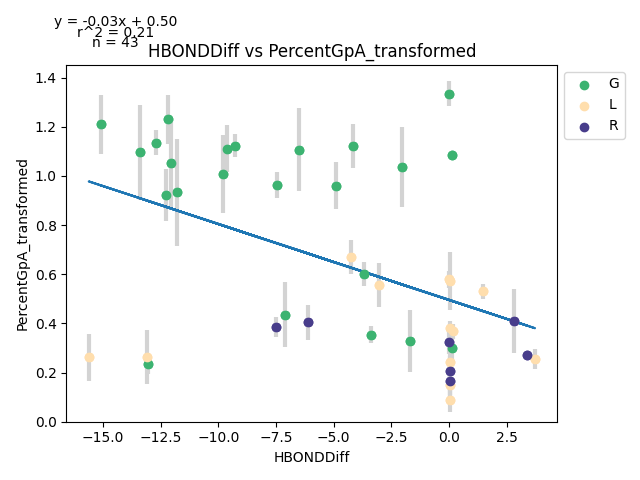 y = -0.03x + 0.50
r^2 = 0.21
n = 43
HBONDDiff vs PercentGpA_transformed
G
L
R
PercentGpA_transformed
1.4
1.2
1.0
0.8
0.6
0.4
0.2
0.0
−15.0 −12.5 −10.0 −7.5 −5.0 −2.5 0.0 2.5
HBONDDiff